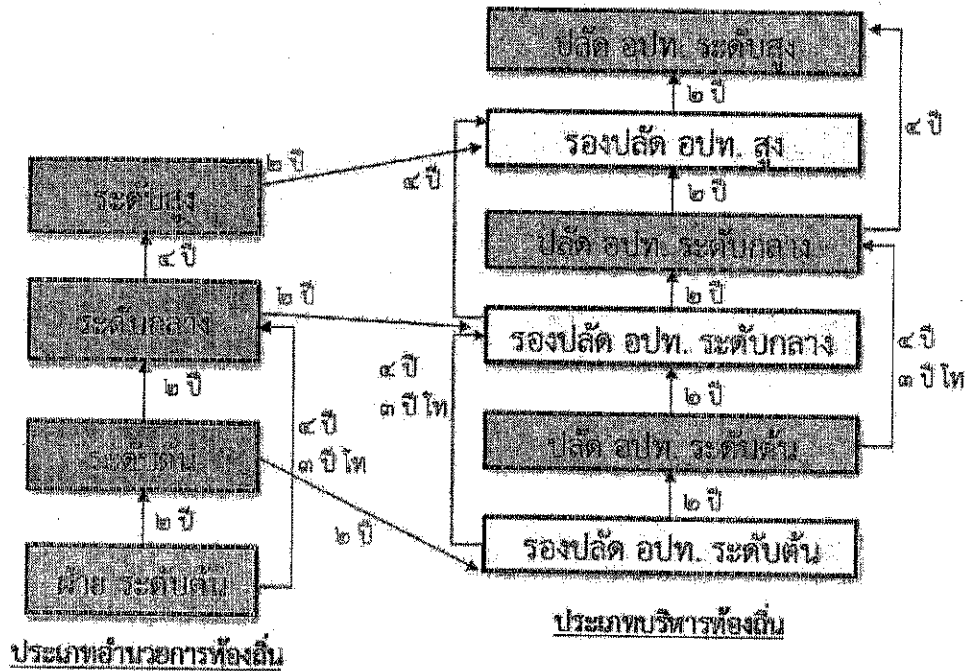 ปลัด อปท. ระดับสูง
๒ ปี
๔ ปี
รองปลัด อปท. สูง
๒ ปี
๔ ปี
ระดับสูง
๒ ปี
ปลัด อปท. ระดับกลาง
๔ ปี
๒ ปี
๒ ปี
ระดับกลาง
รองปลัด อปท. ระดับกลาง
๔ ปี
๓ ปี โท
๔ ปี
๓ ปี โท
๒ ปี
๒ ปี
๔ ปี
๓ ปี โท
ระดับต้น
ปลัด อปท. ระดับต้น
๒ ปี
๒ ปี
๒ ปี
รองปลัด อปท. ระดับต้น
ฝ่าย ระดับต้น
ประเภทบริหารท้องถิ่น
ประเภทอำนวยการท้องถิ่น